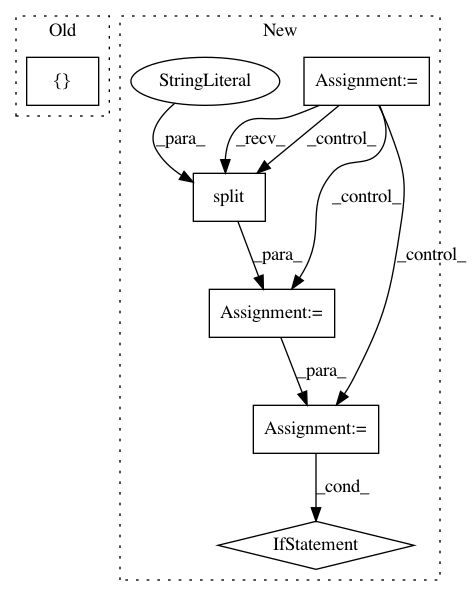 Old
New
{}
StringLiteral
Assignment:=
_para_
_recv_
_control_
split
_para_
_control_
_control_
Assignment:=
_para_
Assignment:=
_cond_
IfStatement